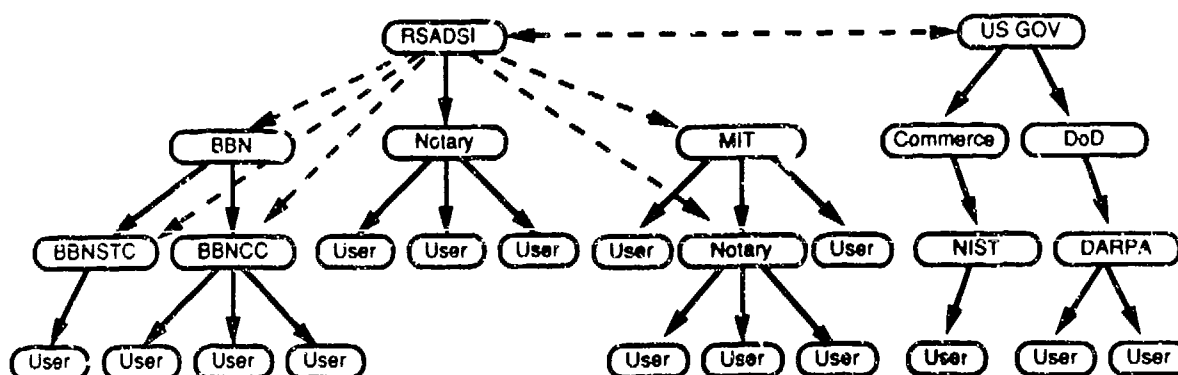 RSADSI
US GOV
BBN
Notary
MIT
Commerce
DoD
BBNSTC
BBNCC
User
User
User
User
Notary
User
NIST
DARPA
User
User
User
User
User
User
User
User
User
User